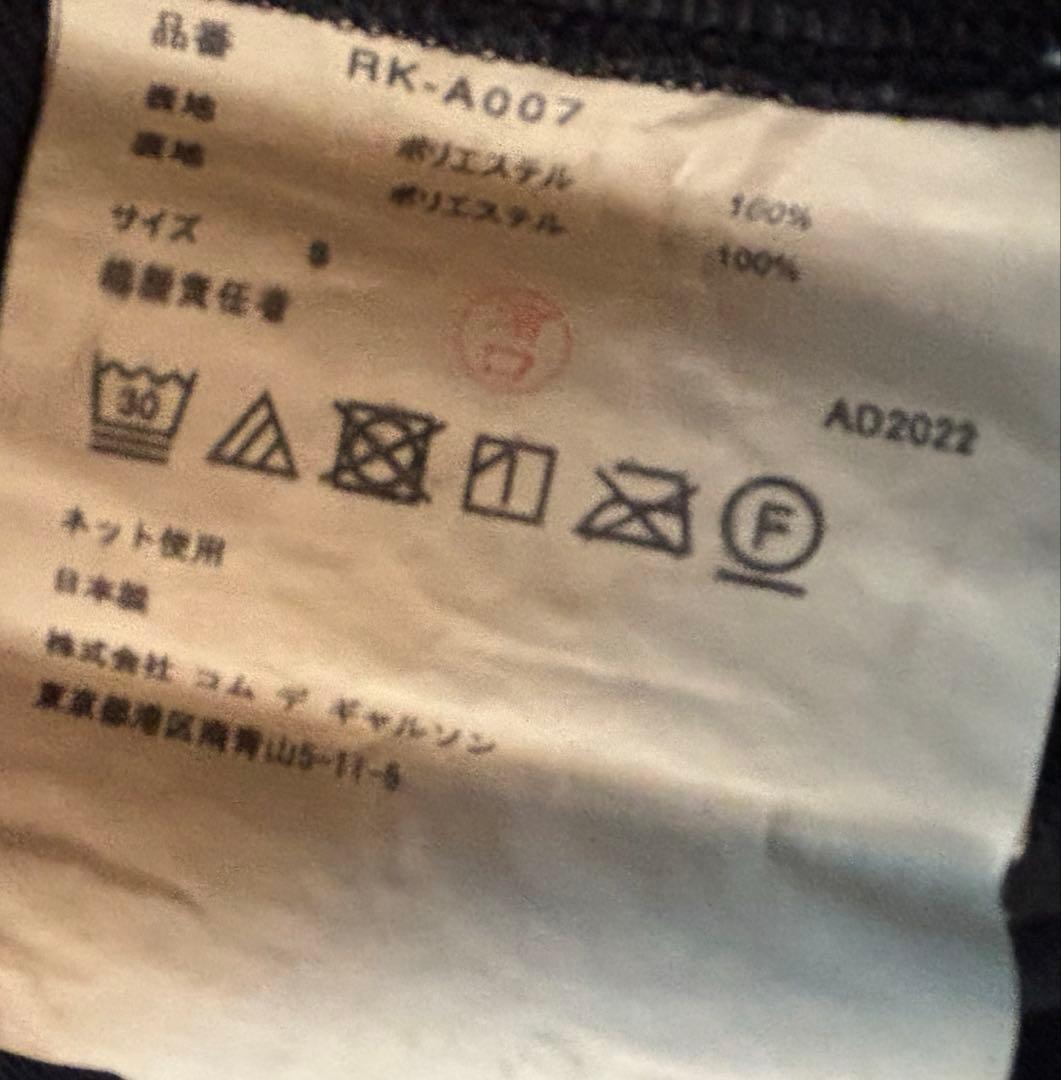 品番 RK-A007
表地 ポリエステル 100%
裏地 ポリエステル 100%
サイズ S
縫製責任者
AD2022
30
F
ネット使用
日本製
株式会社 コム デ ギャルソン
東京都港区南青山5-11-5